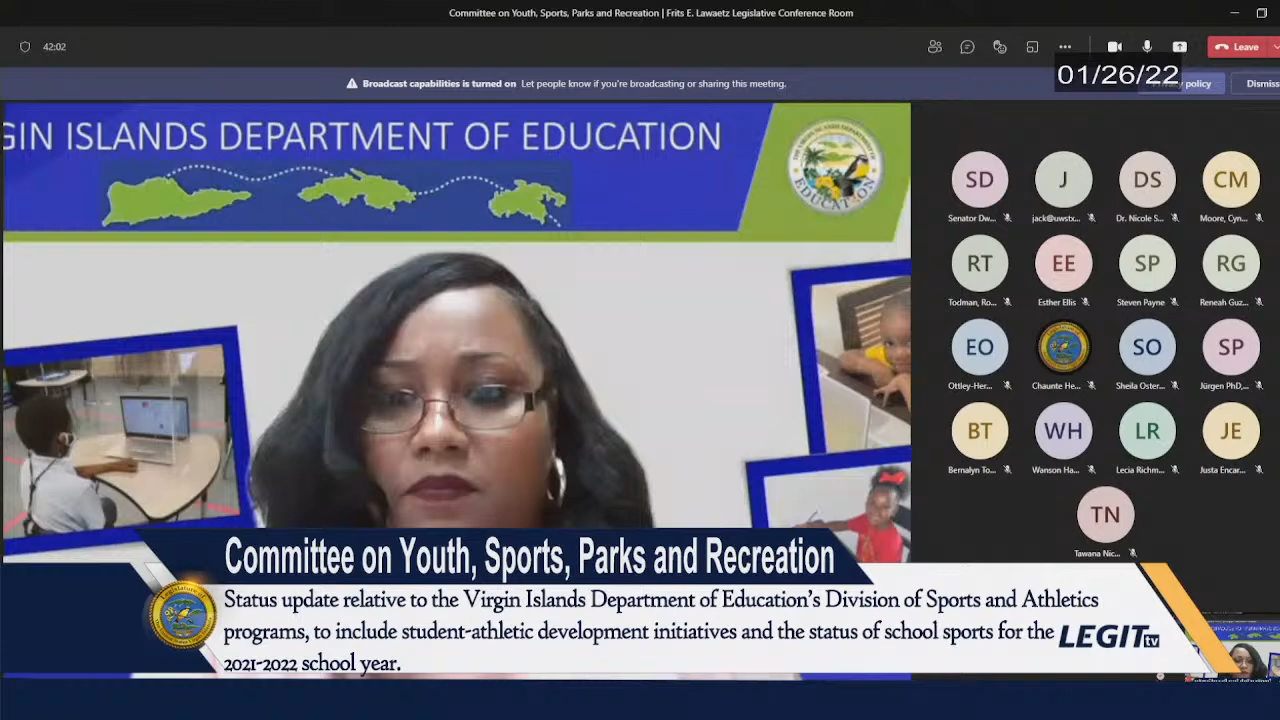 Committee on Youth, Sports, Parks and Recreation | Frits E. Lawaetz Legislative Conference Room
42:02
Leave
01/26/22
Broadcast capabilities is turned on Let people know if you're broadcasting or sharing this meeting.
policy
Dismiss
GIN ISLANDS DEPARTMENT OF EDUCATION
EDUCATION
SD
J
DS
CM
Senator Dw...
jack@uwstx...
Dr. Nicole S...
Moore, Cyn...
RT
EE
SP
RG
Todman, Ro...
Esther Ellis
Steven Payne
Reneah Guz...
EO
SO
SP
Ottley-Her...
Chaunte He...
Sheila Oster...
Jürgen PhD,...
BT
WH
LR
JE
Bernalyn To...
Wanson Ha...
Lecia Richm...
Justa Encar...
TN
Tawana Nic...
Committee on Youth, Sports, Parks and Recreation
Status update relative to the Virgin Islands Department of Education's Division of Sports and Athletics
programs, to include student-athletic development initiatives and the status of school sports for the
2021-2022 school year.
LEGIT tv